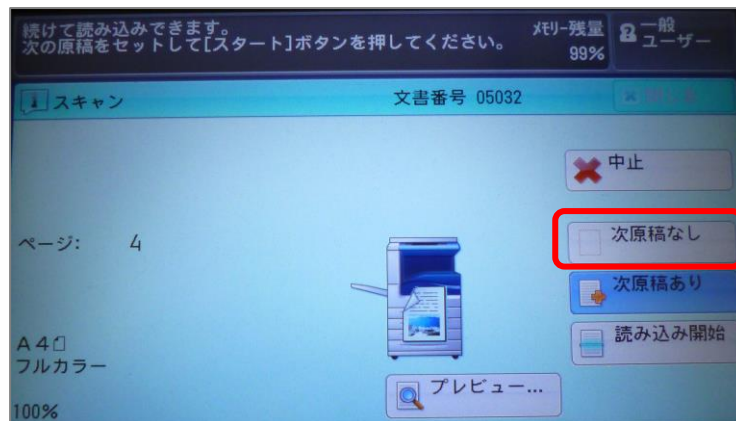 続けて読み込みできます。
次の原稿をセットして[スタート]ボタンを押してください。
メモリー残量
99%
一般
ユーザー
スキャン
文書番号 05032
中止
ページ: 4
次原稿なし
次原稿あり
A4
フルカラー
読み込み開始
プレビュー...
100%